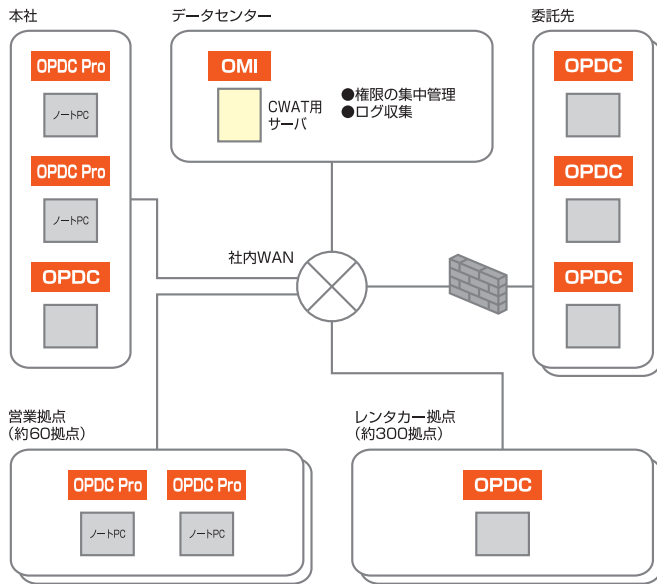 本社
OPDC Pro
ノートPC
OPDC Pro
ノートPC
OPDC
データセンター
OMI
CWAT用
サーバ
●権限の集中管理
●ログ収集
委託先
OPDC
OPDC
OPDC
社内WAN
営業拠点
(約60拠点)
OPDC Pro
OPDC Pro
ノートPC
ノートPC
レンタカー拠点
(約300拠点)
OPDC